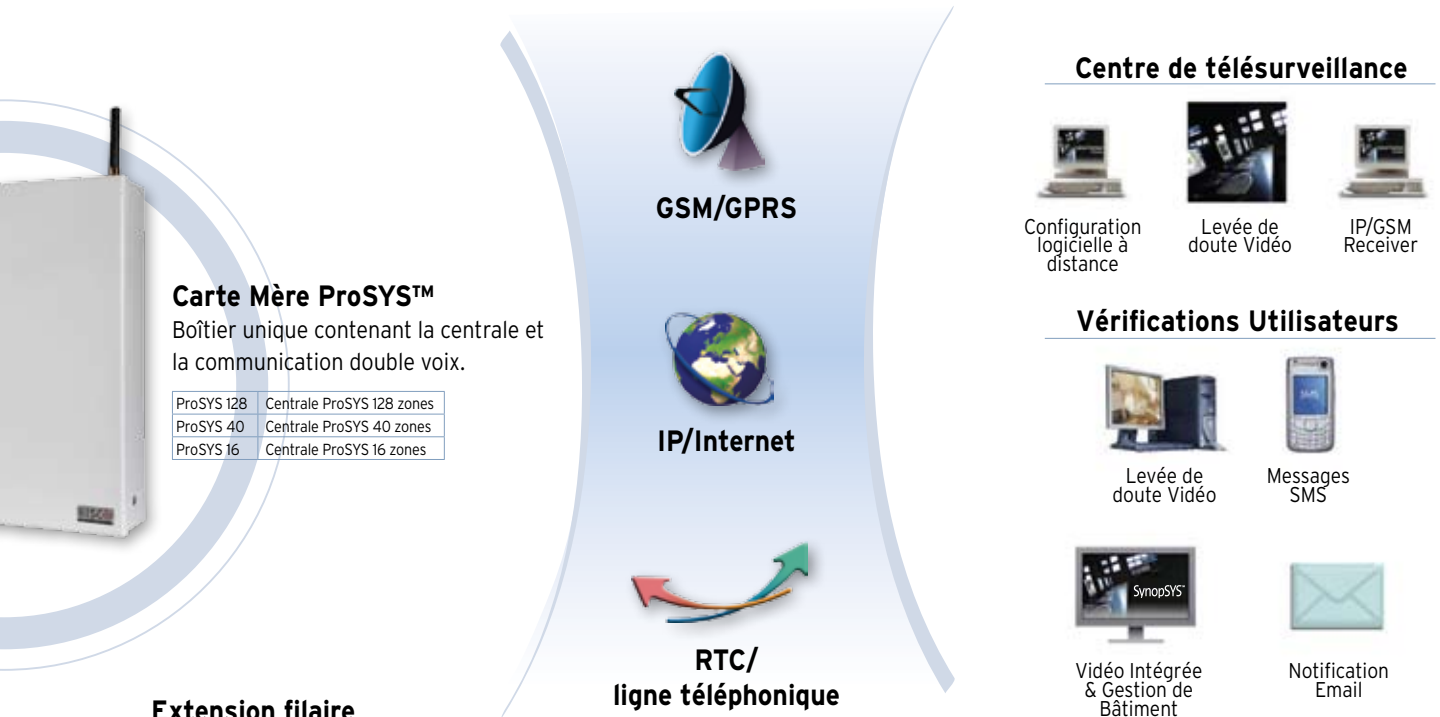 Carte Mère ProSYS™
Boîtier unique contenant la centrale et
la communication double voix.
ProSYS 128 Centrale ProSYS 128 zones
ProSYS 40 Centrale ProSYS 40 zones
ProSYS 16 Centrale ProSYS 16 zones
Extension filaire
GSM/GPRS
IP/Internet
RTC/
ligne téléphonique
Centre de télésurveillance
Configuration
logicielle à
distance
Levée de
doute Vidéo
IP/GSM
Receiver
Vérifications Utilisateurs
Levée de
doute Vidéo
SMS
Messages
SMS
SynopSYS™
Vidéo Intégrée
& Gestion de
Bâtiment
Notification
Email